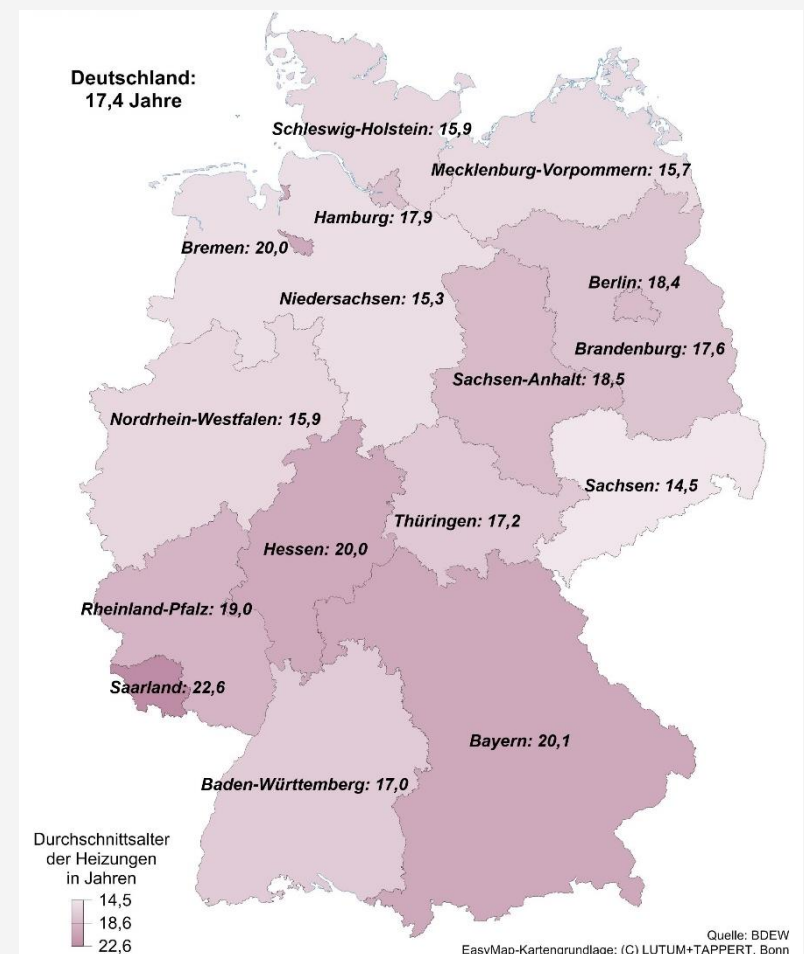 Deutschland:
17,4 Jahre
Schleswig-Holstein: 15,9
Mecklenburg-Vorpommern: 15,7
Hamburg: 17,9
Bremen: 20,0
Berlin: 18,4
Niedersachsen: 15,3
Brandenburg: 17,6
Sachsen-Anhalt: 18,5
Nordrhein-Westfalen: 15,9
Sachsen: 14,5
Thüringen: 17,2
Hessen: 20,0
Rheinland-Pfalz: 19,0
Saarland: 22,6
Bayern: 20,1
Baden-Württemberg: 17,0
Durchschnittsalter
der Heizungen
in Jahren
14,5
18,6
22,6
Quelle: BDEW
EasyMap-Kartengrundlage: (C) LUTUM+TAPPERT, Bonn